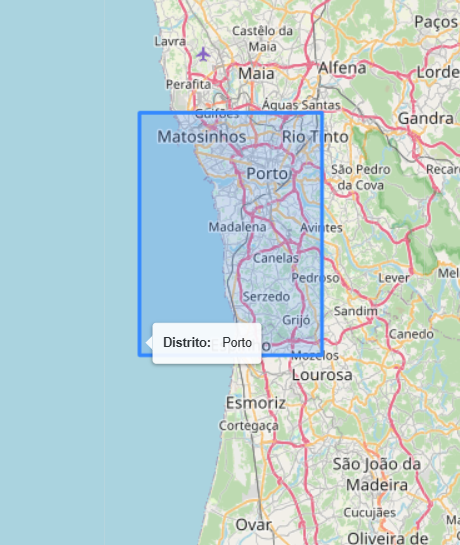 Castêlo da
Maia
Paços
Lavra
Maia
Alfena
Lorde
Perafita
Águas Santas
Guifões
Gandra
Matosinhos
Rio Tinto
Porto
São Pedro
da Cova
Recar
Madalena
Avintes
Canelas
Pedroso
Lever
Mel
Serzedo
Grijó
Sandim
Canedo
Distrito: Porto
Mozelos
Lourosa
Esmoriz
Cortegaça
São João da
Madeira
Cucujães
Ovar
Oliveira de